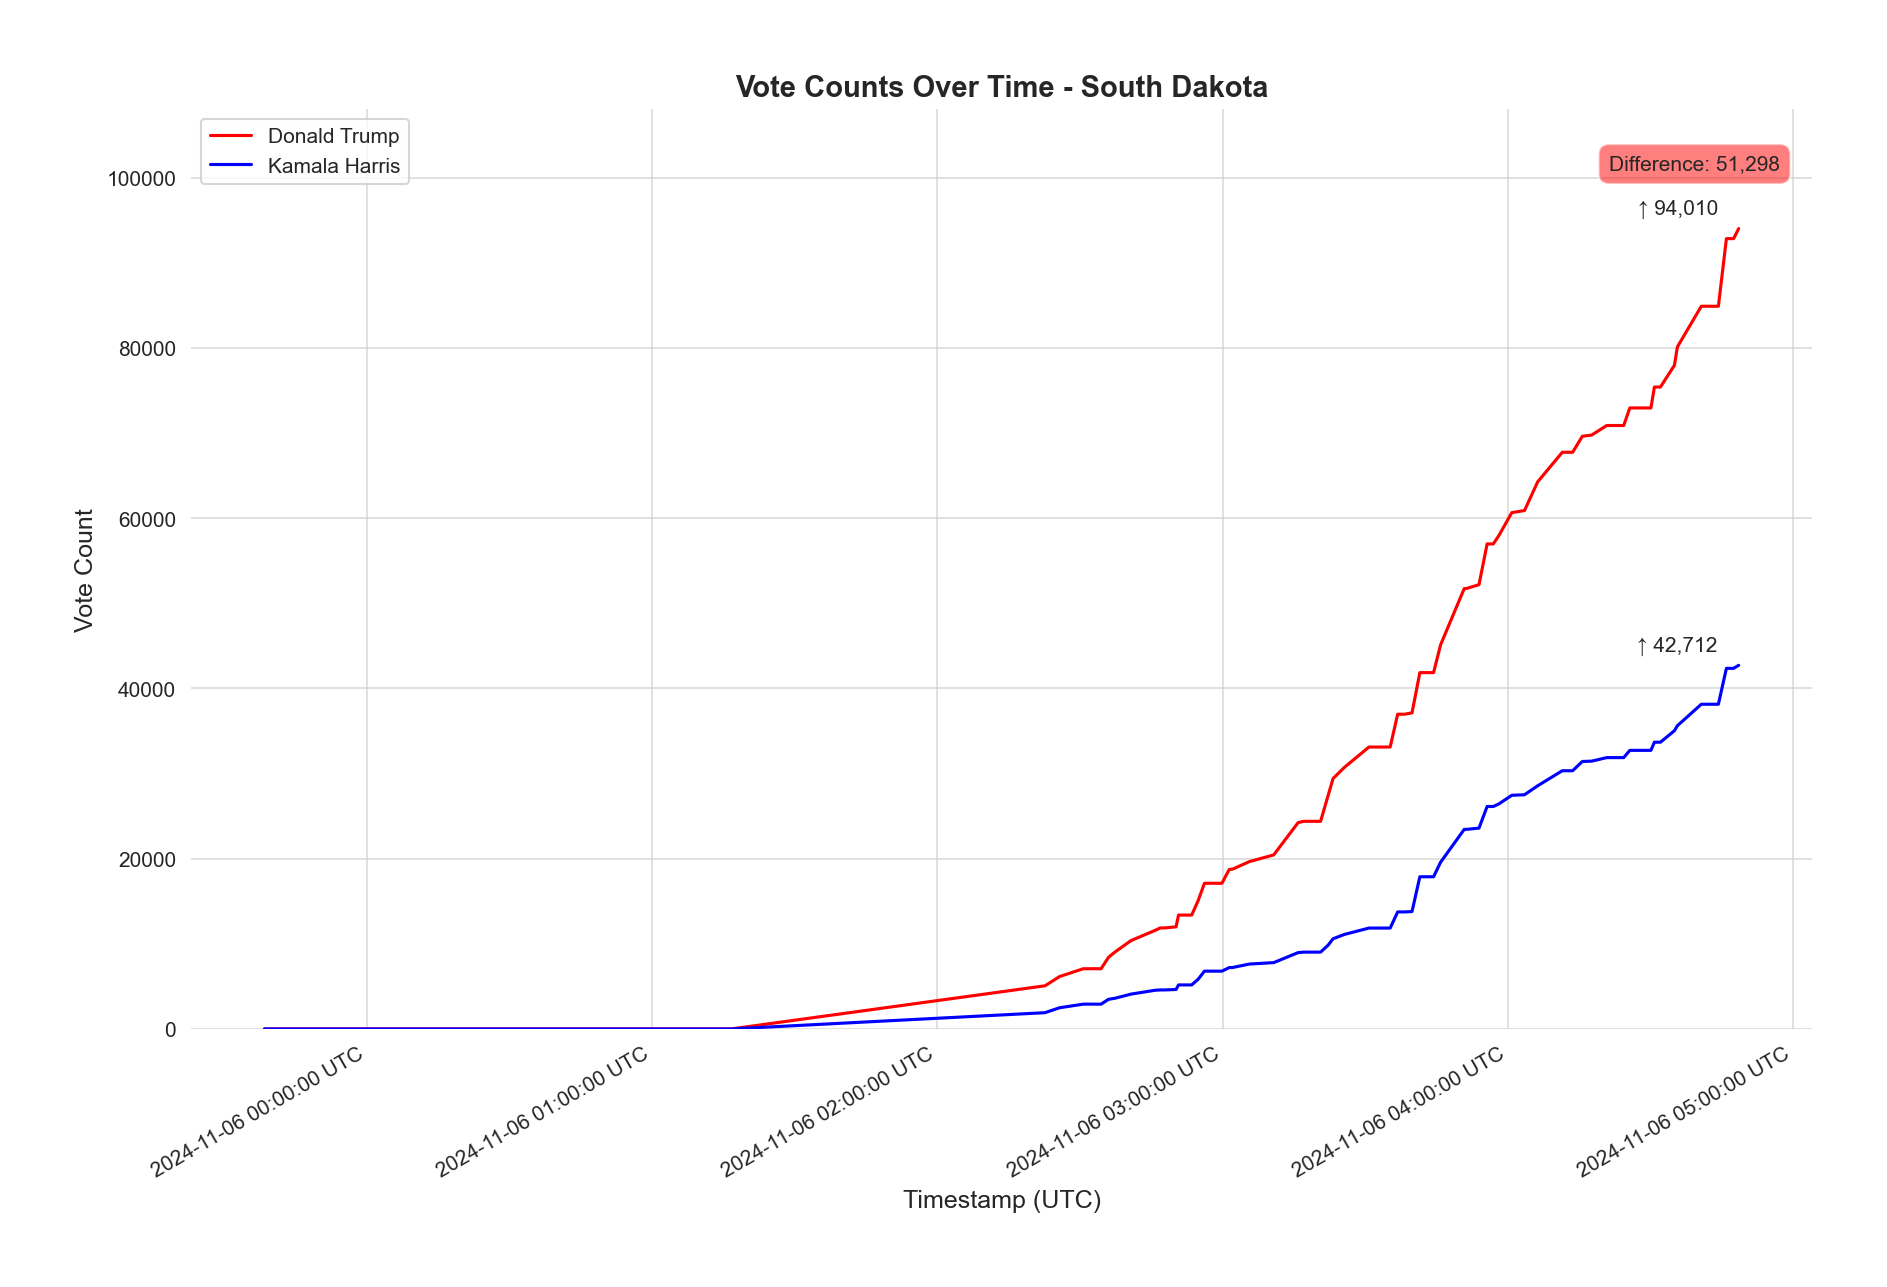 Vote Counts Over Time - South Dakota
Donald Trump
Kamala Harris
Difference: 51,298
↑ 94,010
↑ 42,712
Vote Count
100000
80000
60000
40000
20000
0
2024-11-06 00:00:00 UTC
2024-11-06 01:00:00 UTC
2024-11-06 02:00:00 UTC
2024-11-06 03:00:00 UTC
2024-11-06 04:00:00 UTC
2024-11-06 05:00:00 UTC
Timestamp (UTC)